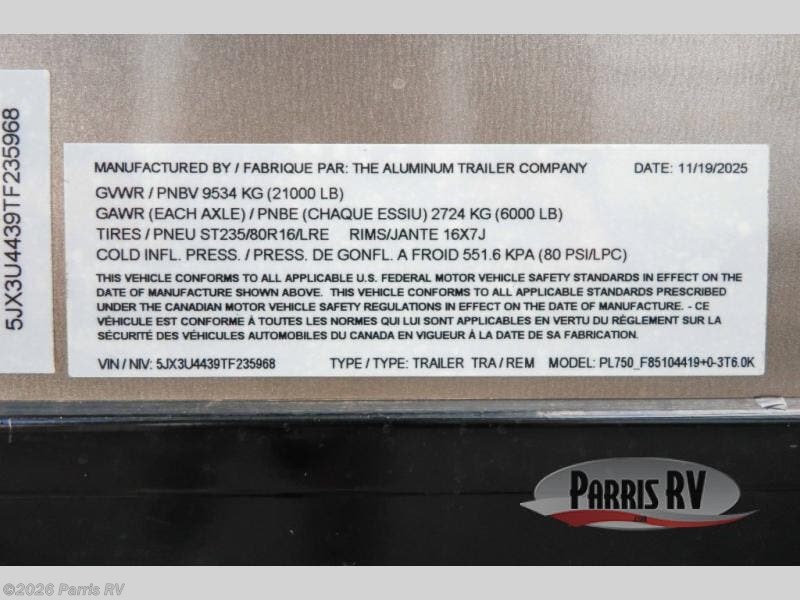 5JX3U4439TF235968
MANUFACTURED BY / FABRIQUE PAR: THE ALUMINUM TRAILER COMPANY DATE: 11/19/2025
GVWR / PNBV 9534 KG (21000 LB)
GAWR (EACH AXLE) / PNBE (CHAQUE ESSIU) 2724 KG (6000 LB)
TIRES / PNEU ST235/80R16/LRE RIMS/JANTE 16X7J
COLD INFL. PRESS. / PRESS. DE GONFL. A FROID 551.6 KPA (80 PSI/LPC)
THIS VEHICLE CONFORMS TO ALL APPLICABLE U.S. FEDERAL MOTOR VEHICLE SAFETY STANDARDS IN EFFECT ON THE
DATE OF MANUFACTURE SHOWN ABOVE. THIS VEHICLE CONFORMS TO ALL APPLICABLE STANDARDS PRESCRIBED
UNDER THE CANADIAN MOTOR VEHICLE SAFETY REGULATIONS IN EFFECT ON THE DATE OF MANUFACTURE. - CE
VÉHICULE EST CONFORME À TOUTES LES NORMES QUI LUI SONT APPLICABLES EN VERTU DU RÈGLEMENT SUR LA
SÉCURITÉ DES VÉHICULES AUTOMOBILES DU CANADA EN VIGUEUR À LA DATE DE SA FABRICATION.
VIN / NIV: 5JX3U4439TF235968 TYPE / TYPE: TRAILER TRA / REM MODEL: PL750_F85104419+0-3T6.0K
PARRIS RV
©2026 Parris RV